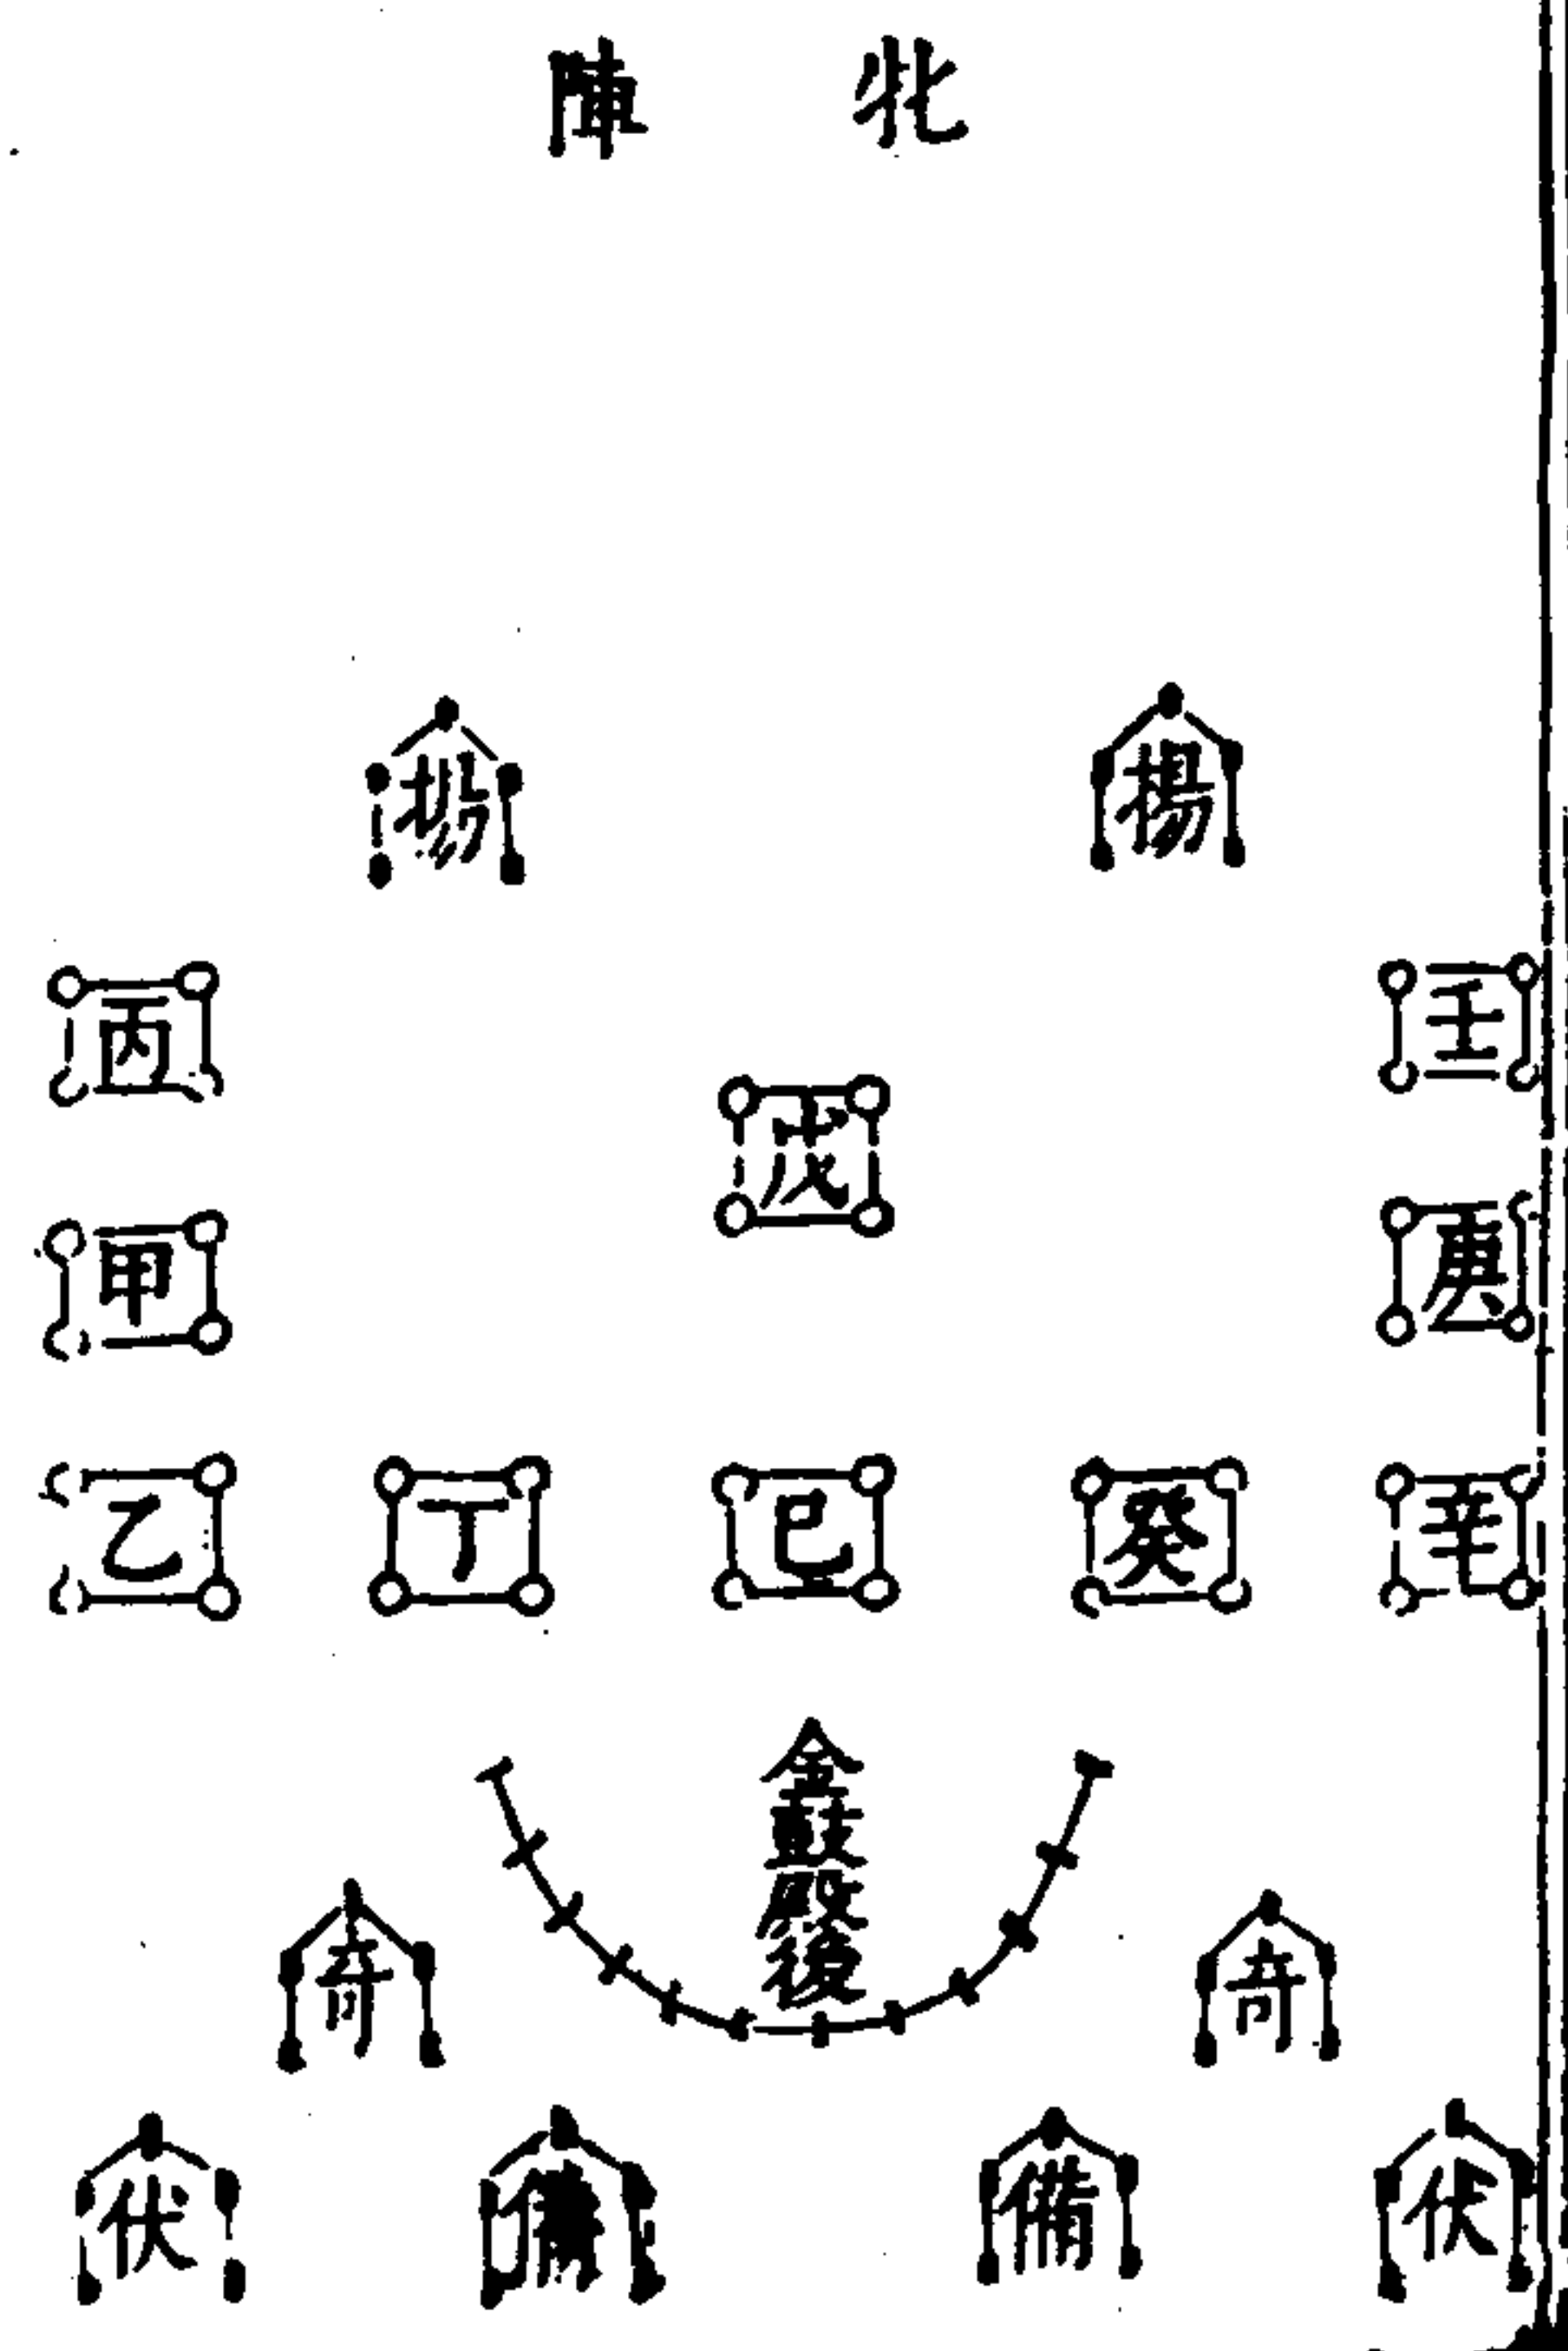 牝陣
揚 揚
壬 丙
戊
庚 甲
辛 癸 己 丁 乙
金鼓殿後
奇 奇
伏 備 備 伏